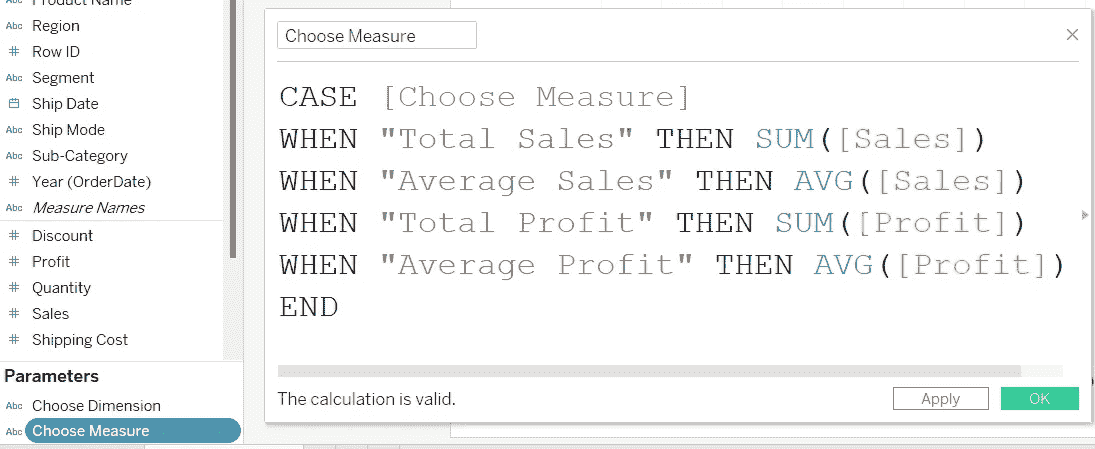 Product Name
Abc Region
# Row ID
Abc Segment
Ship Date
Abc Ship Mode
Abc Sub-Category
# Year (OrderDate)
Abc Measure Names
# Discount
# Profit
# Quantity
# Sales
# Shipping Cost
Parameters
Abc Choose Dimension
Abc Choose Measure
Choose Measure
CASE [Choose Measure]
WHEN "Total Sales" THEN SUM([Sales])
WHEN "Average Sales" THEN AVG([Sales])
WHEN "Total Profit" THEN SUM([Profit])
WHEN "Average Profit" THEN AVG([Profit])
END
The calculation is valid.
Apply
OK